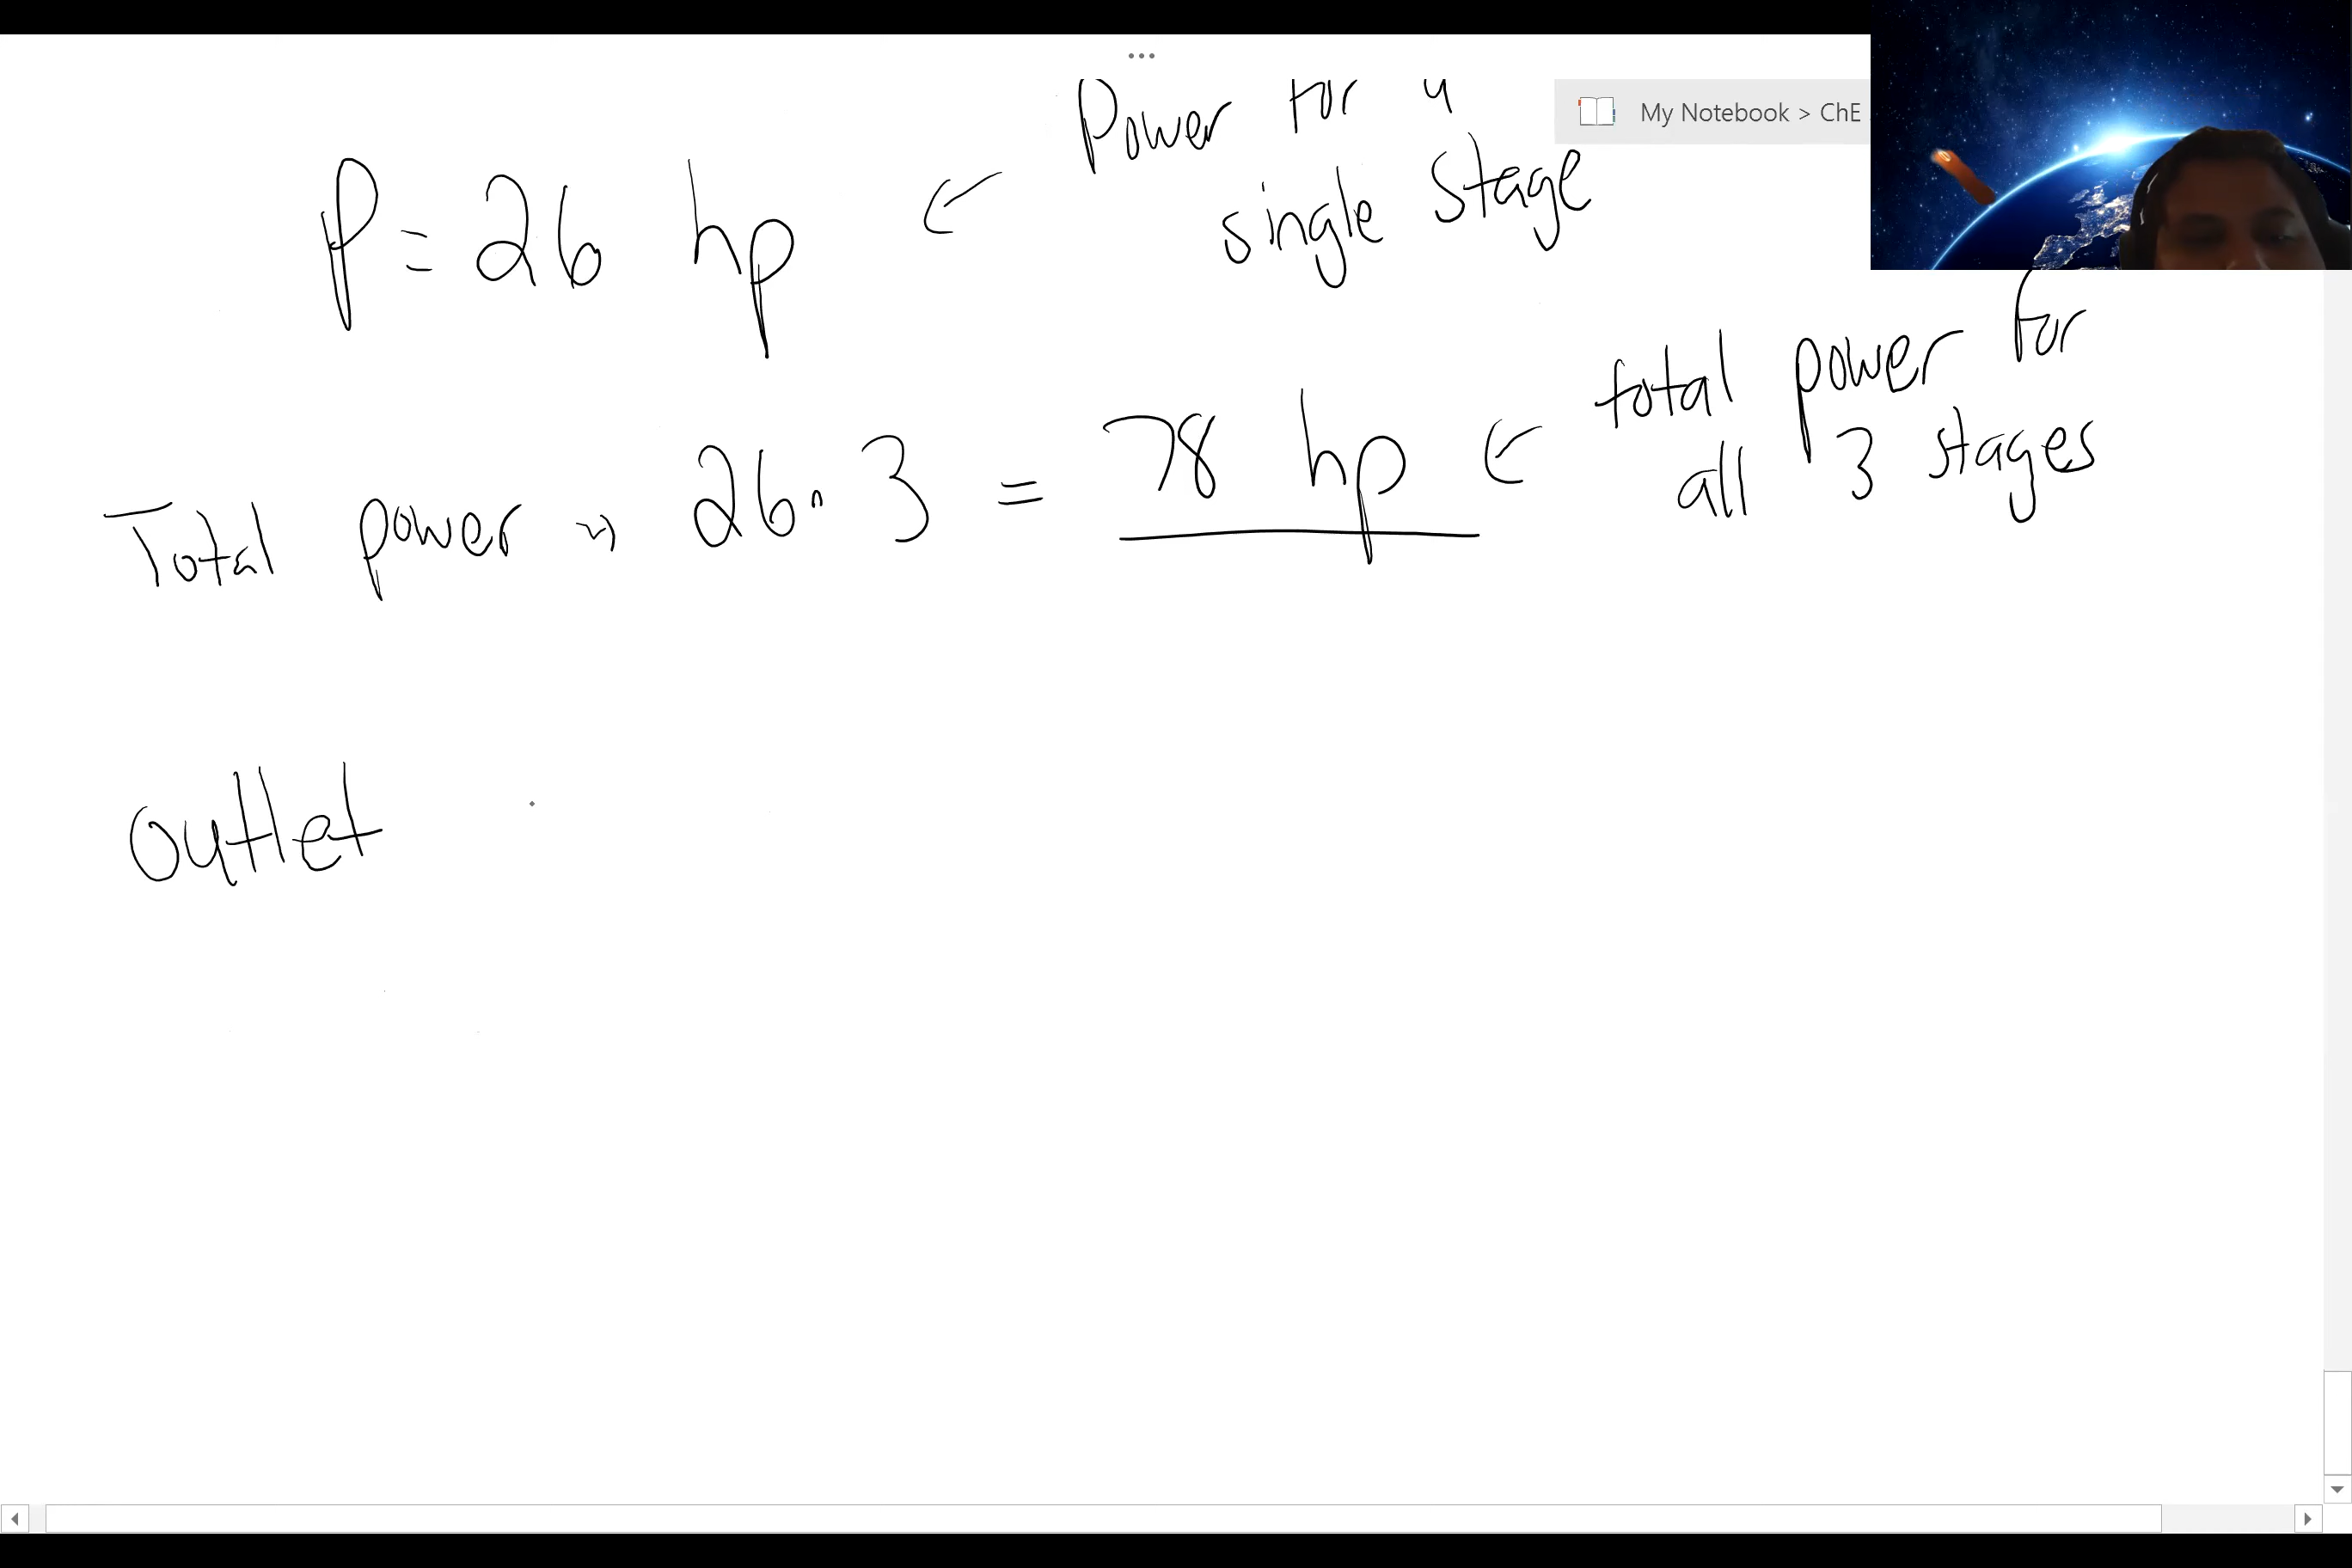 Power for a
My Notebook > ChE
P = 26 hp ← single stage
total power for
Total power → 26 · 3 = 78 hp ← all 3 stages
outlet